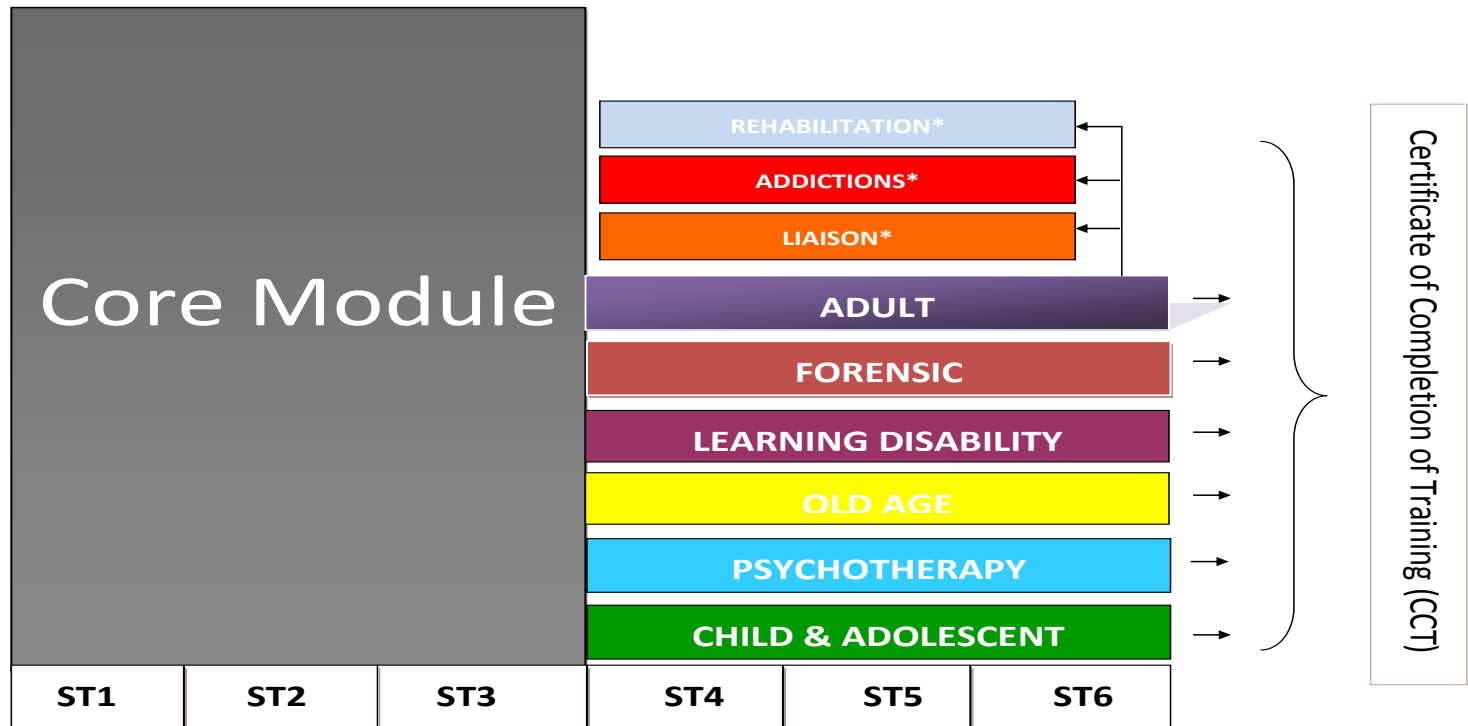 Core Module
REHABILITATION*
ADDICTIONS*
LIAISON*
ADULT
FORENSIC
LEARNING DISABILITY
OLD AGE
PSYCHOTHERAPY
CHILD & ADOLESCENT
Certificate of Completion of Training (CCT)
ST1 ST2 ST3 ST4 ST5 ST6